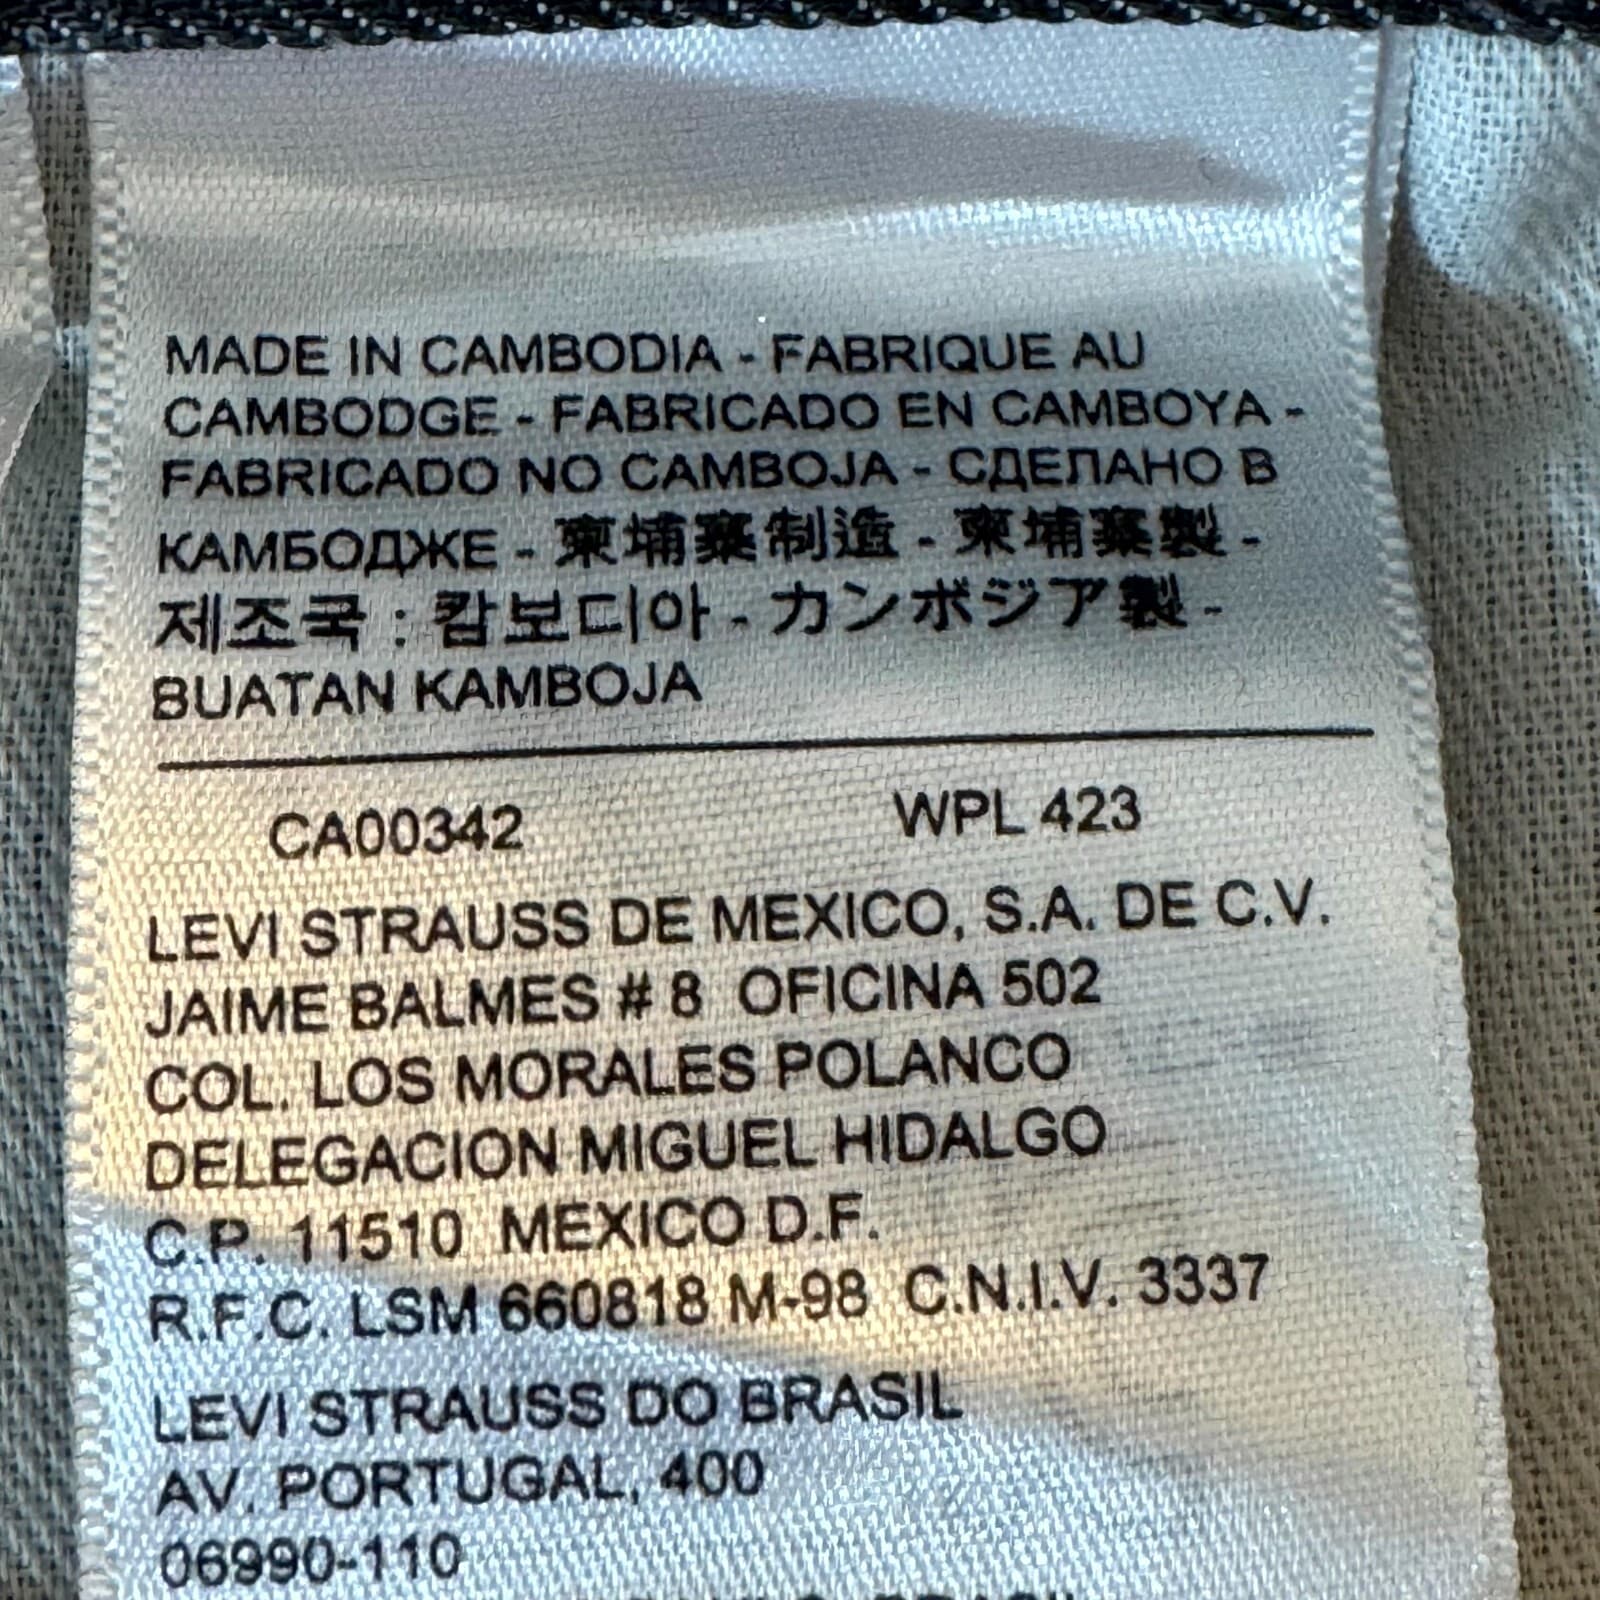 MADE IN CAMBODIA - FABRIQUE AU
CAMBODGE - FABRICADO EN CAMBOYA -
FABRICADO NO CAMBOJA - СДЕЛАНО В
КАМБОДЖЕ - 柬埔寨制造 - 柬埔寨製 -
제조국 : 캄보디아 - カンボジア製 -
BUATAN KAMBOJA
CA00342 WPL 423
LEVI STRAUSS DE MEXICO, S.A. DE C.V.
JAIME BALMES # 8 OFICINA 502
COL. LOS MORALES POLANCO
DELEGACION MIGUEL HIDALGO
C.P. 11510 MEXICO D.F.
R.F.C. LSM 660818 M-98 C.N.I.V. 3337
LEVI STRAUSS DO BRASIL
AV. PORTUGAL, 400
06990-110